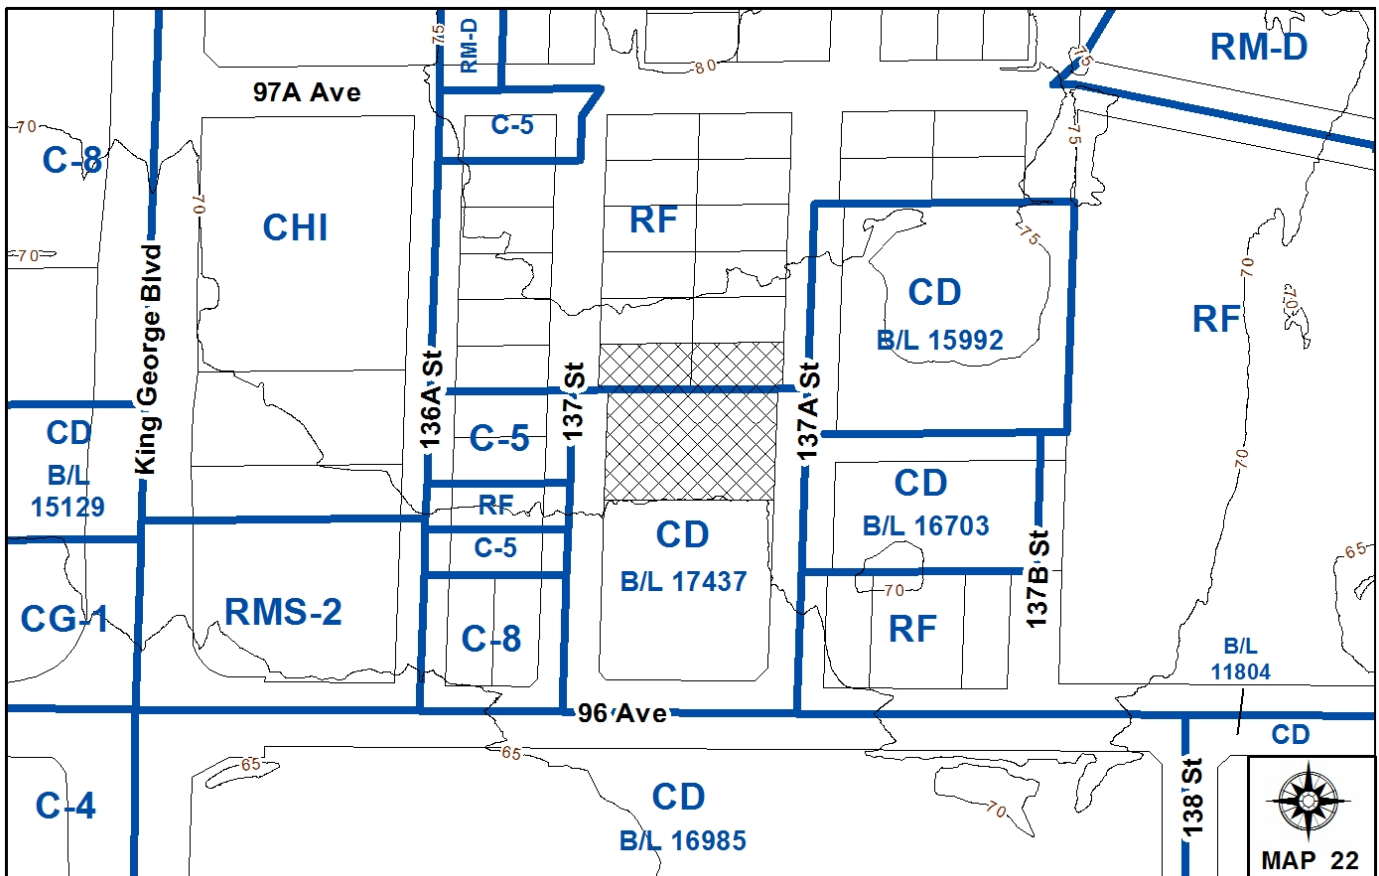 75
RM-D
80
75
RM-D
97A Ave
C-5
70
C-8
75
70
CHI
RF
75
70
King George Blvd
CD
B/L 15992
70
70
RF
136A St
137 St
137A St
CD
B/L
15129
C-5
70
CD
B/L 16703
RF
CD
B/L 17437
C-5
137B St
65
70
CG-1
RMS-2
C-8
RF
B/L
11804
96 Ave
CD
65
65
CD
B/L 16985
70
138 St
C-4
MAP 22